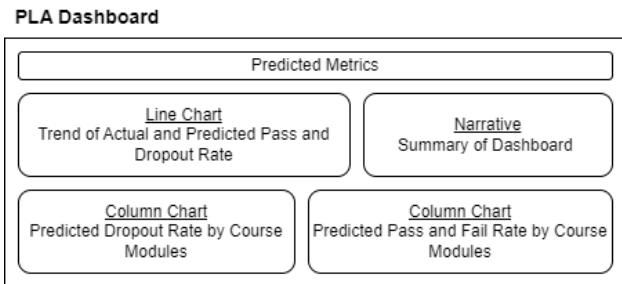 PLA Dashboard
Predicted Metrics
Line Chart
Trend of Actual and Predicted Pass and
Dropout Rate
Narrative
Summary of Dashboard
Column Chart
Predicted Dropout Rate by Course
Modules
Column Chart
Predicted Pass and Fail Rate by Course
Modules